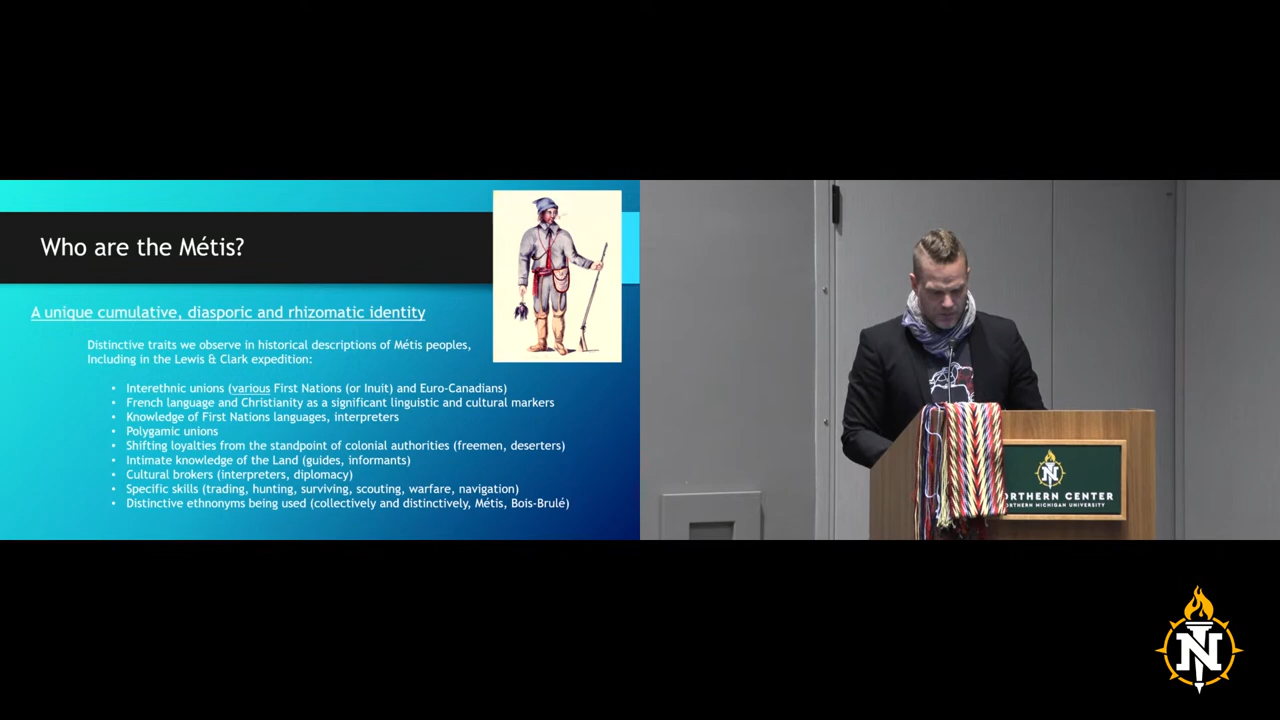 Who are the Métis?
A unique cumulative, diasporic and rhizomatic identity
Distinctive traits we observe in historical descriptions of Métis peoples,
Including in the Lewis & Clark expedition:
• Interethnic unions (various First Nations (or Inuit) and Euro-Canadians)
• French language and Christianity as a significant linguistic and cultural markers
• Knowledge of First Nations languages, interpreters
• Polygamic unions
• Shifting loyalties from the standpoint of colonial authorities (freemen, deserters)
• Intimate knowledge of the Land (guides, informants)
• Cultural brokers (interpreters, diplomacy)
• Specific skills (trading, hunting, surviving, scouting, warfare, navigation)
• Distinctive ethnonyms being used (collectively and distinctively, Métis, Bois-Brulé)
N
ORTHERN CENTER
ORTHERN MICHIGAN UNIVERSITY
N